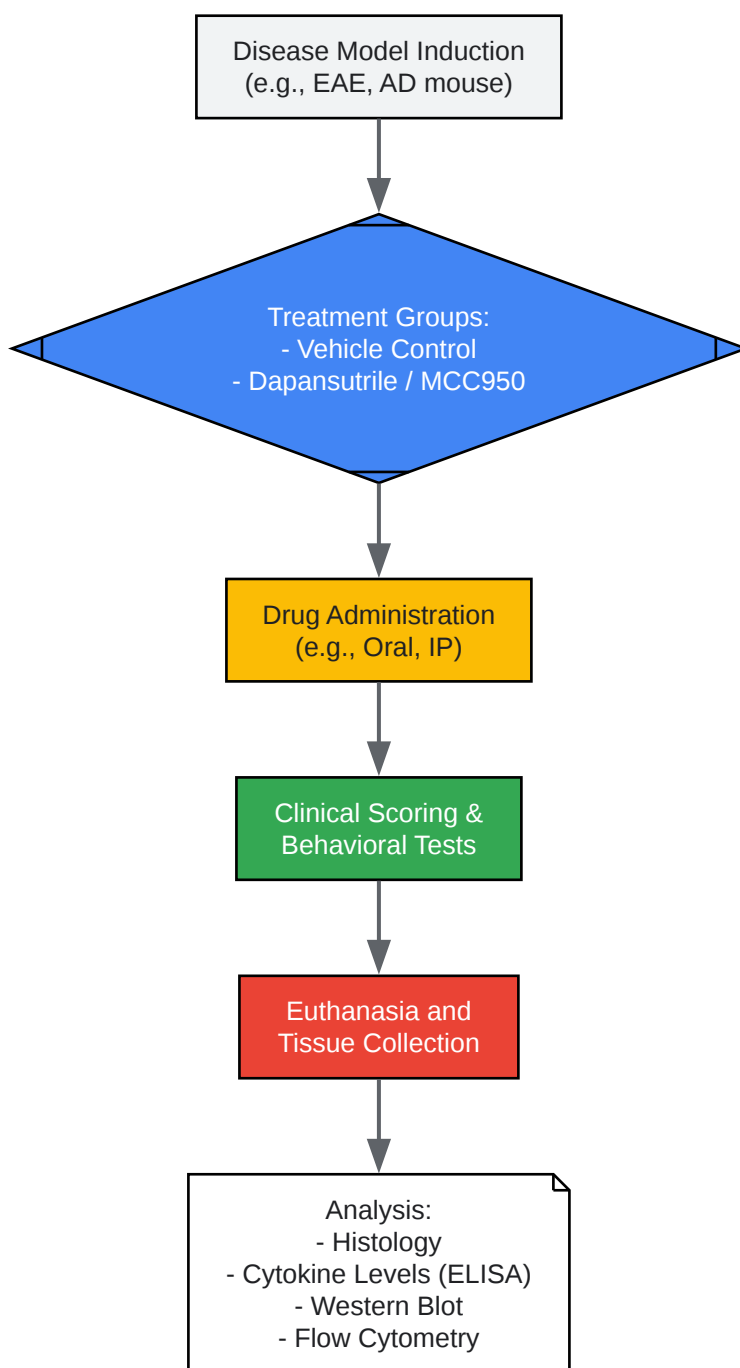 Disease Model Induction
(e.g., EAE, AD mouse)
Treatment Groups:
- Vehicle Control
- Dapansutrile / MCC950
Drug Administration
(e.g., Oral, IP)
Clinical Scoring &
Behavioral Tests
Euthanasia and
Tissue Collection
Analysis:
- Histology
- Cytokine Levels (ELISA)
- Western Blot
- Flow Cytometry